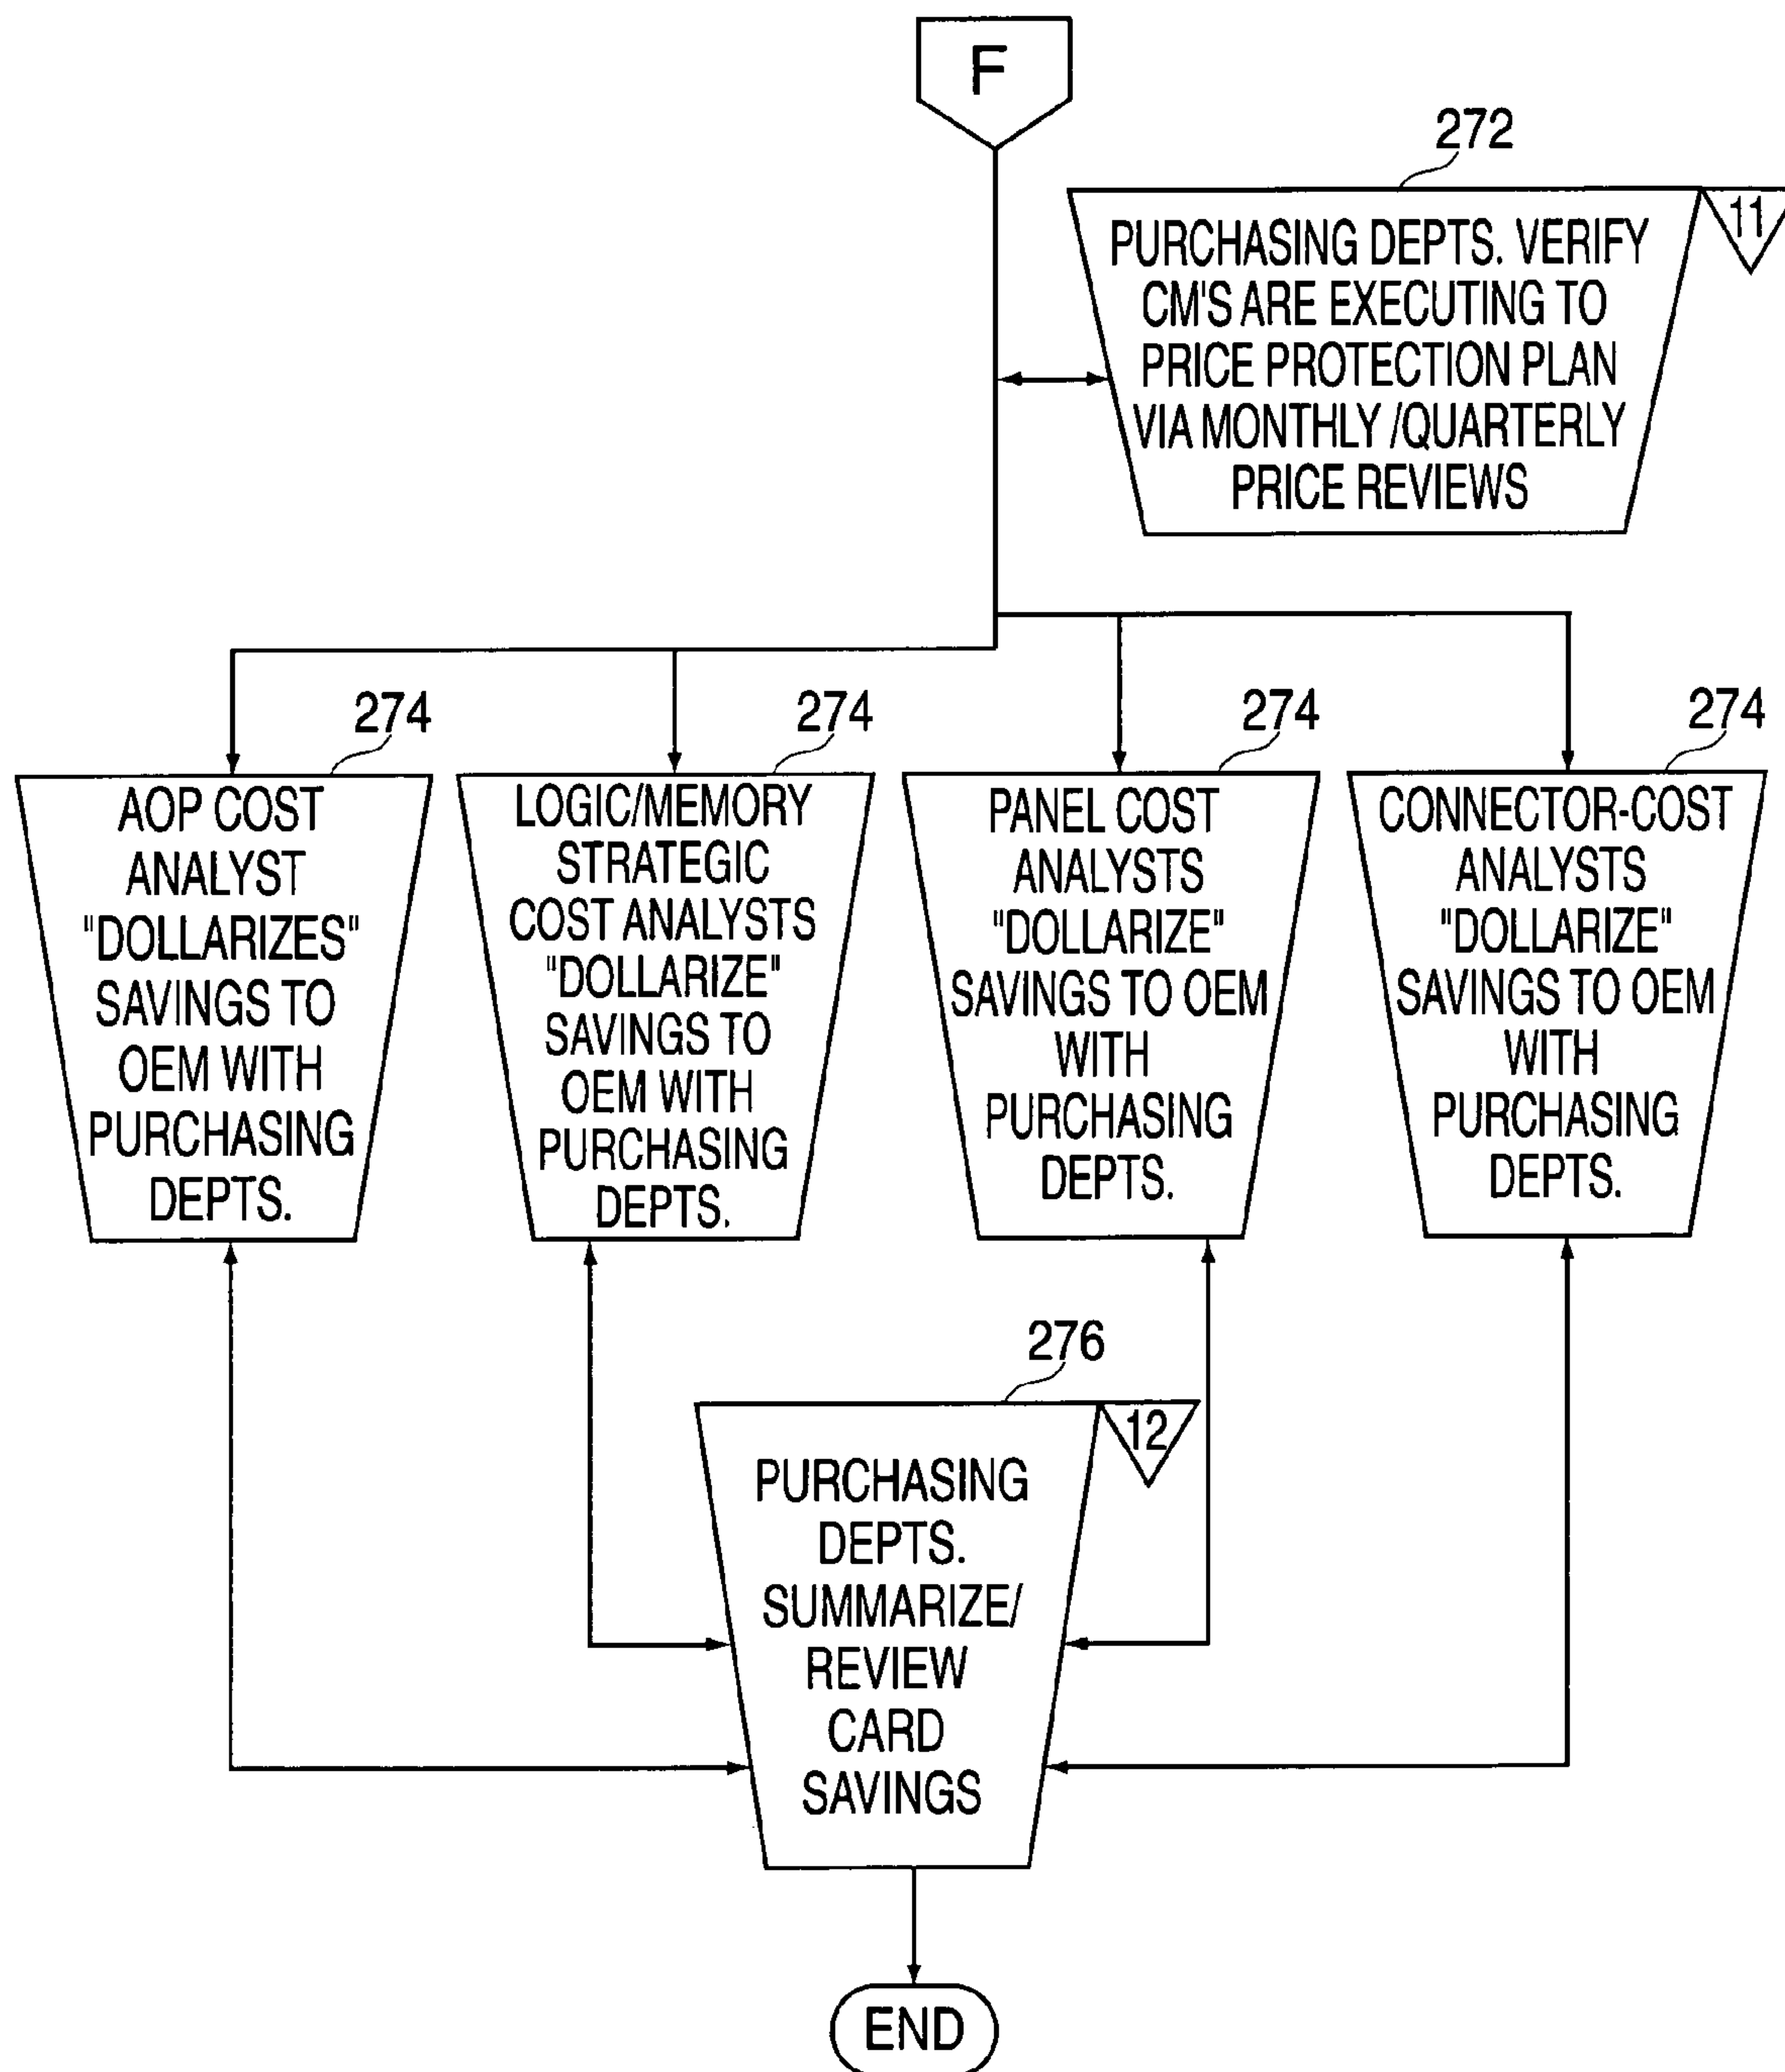 F
272
11
PURCHASING DEPTS. VERIFY
CM'S ARE EXECUTING TO
PRICE PROTECTION PLAN
VIA MONTHLY /QUARTERLY
PRICE REVIEWS
274
AOP COST
ANALYST
"DOLLARIZES"
SAVINGS TO
OEM WITH
PURCHASING
DEPTS.
274
LOGIC/MEMORY
STRATEGIC
COST ANALYSTS
"DOLLARIZE"
SAVINGS TO
OEM WITH
PURCHASING
DEPTS.
274
PANEL COST
ANALYSTS
"DOLLARIZE"
SAVINGS TO OEM
WITH
PURCHASING
DEPTS.
274
CONNECTOR-COST
ANALYSTS
"DOLLARIZE"
SAVINGS TO OEM
WITH
PURCHASING
DEPTS.
276
12
PURCHASING
DEPTS.
SUMMARIZE/
REVIEW
CARD
SAVINGS
END